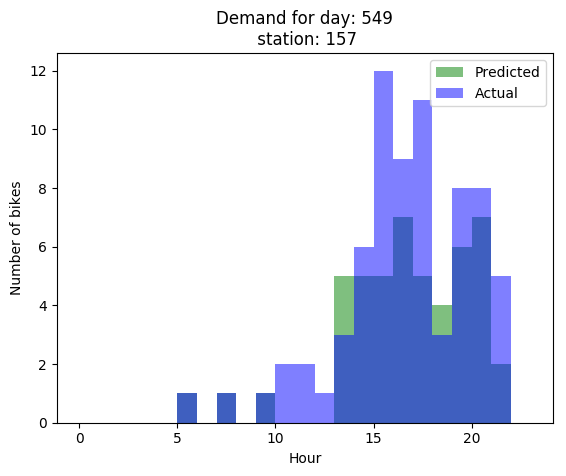 Demand for day: 549
station: 157
Predicted
Actual
Number of bikes
12
10
8
6
4
2
0
0
5
10
15
20
Hour